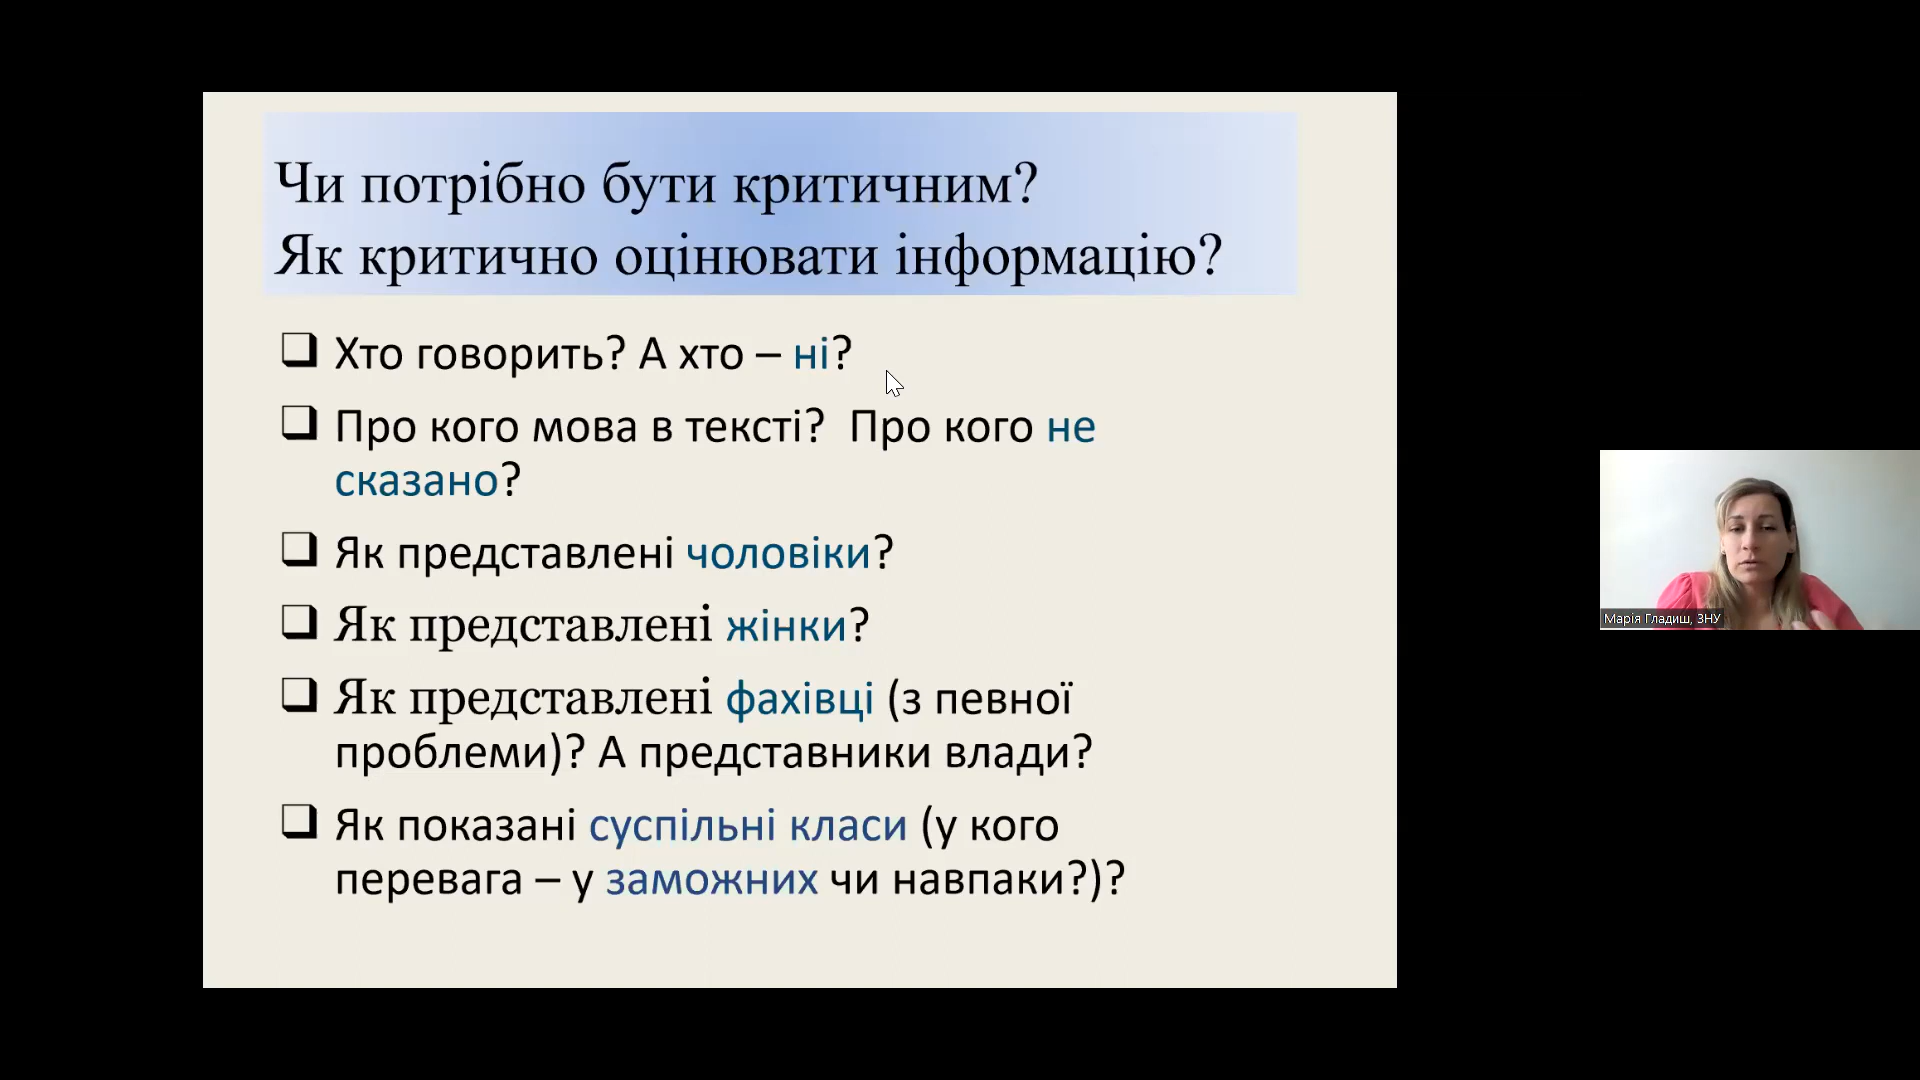 Чи потрібно бути критичним?
Як критично оцінювати інформацію?
Хто говорить? А хто – ні?
Про кого мова в тексті? Про кого не
сказано?
Як представлені чоловіки?
Як представлені жінки?
Як представлені фахівці (з певної
проблеми)? А представники влади?
Як показані суспільні класи (у кого
перевага – у заможних чи навпаки?)?
Марія Гладиш, ЗНУ